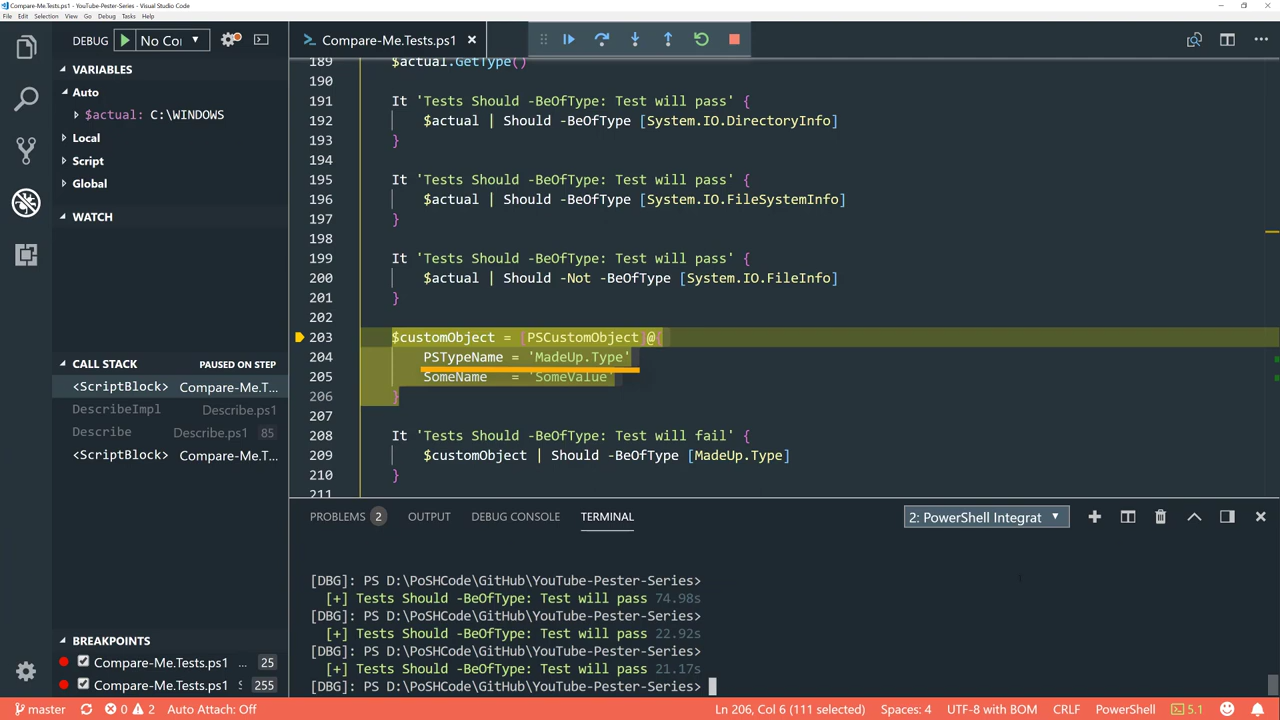 Compare-Me.Tests.ps1 - YouTube-Pester-Series - Visual Studio Code
File Edit Selection View Go Debug Tasks Help
DEBUG No Co
Compare-Me.Tests.ps1
VARIABLES
Auto
$actual: C:\WINDOWS
Local
Script
Global
WATCH
CALL STACK PAUSED ON STEP
<ScriptBlock> Compare-Me.T...
DescribeImpl Describe.ps1
Describe Describe.ps1 85
<ScriptBlock> Compare-Me.T...
BREAKPOINTS
Compare-Me.Tests.ps1 ... 25
Compare-Me.Tests.ps1 255
189 $actual.GetType()
190
191 It 'Tests Should -BeOfType: Test will pass' {
192 $actual | Should -BeOfType [System.IO.DirectoryInfo]
193 }
194
195 It 'Tests Should -BeOfType: Test will pass' {
196 $actual | Should -BeOfType [System.IO.FileSystemInfo]
197 }
198
199 It 'Tests Should -BeOfType: Test will pass' {
200 $actual | Should -Not -BeOfType [System.IO.FileInfo]
201 }
202
203 $customObject = [PSCustomObject]@{
204 PSTypeName = 'MadeUp.Type'
205 SomeName = 'SomeValue'
206 }
207
208 It 'Tests Should -BeOfType: Test will fail' {
209 $customObject | Should -BeOfType [MadeUp.Type]
210 }
211
PROBLEMS 2 OUTPUT DEBUG CONSOLE TERMINAL 2: PowerShell Integrat
[DBG]: PS D:\PoSHCode\GitHub\YouTube-Pester-Series>
[+] Tests Should -BeOfType: Test will pass 74.98s
[DBG]: PS D:\PoSHCode\GitHub\YouTube-Pester-Series>
[+] Tests Should -BeOfType: Test will pass 22.92s
[DBG]: PS D:\PoSHCode\GitHub\YouTube-Pester-Series>
[+] Tests Should -BeOfType: Test will pass 21.17s
[DBG]: PS D:\PoSHCode\GitHub\YouTube-Pester-Series>
master 0 2 Auto Attach: Off Ln 206, Col 6 (111 selected) Spaces: 4 UTF-8 with BOM CRLF PowerShell 5.1